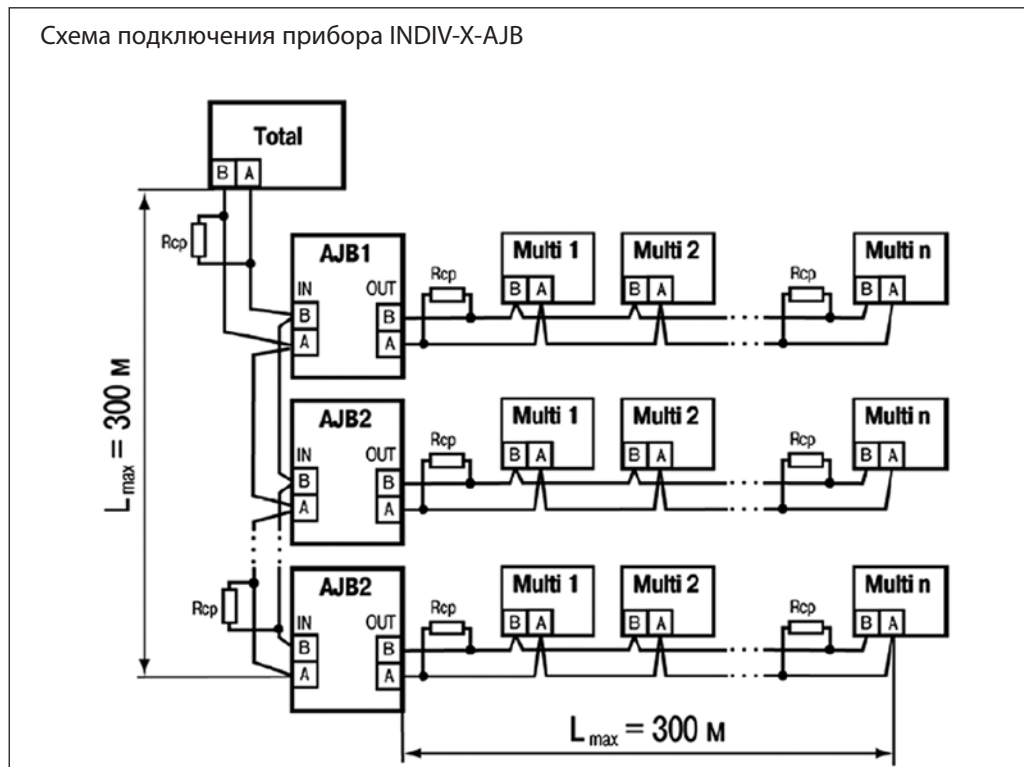 Схема подключения прибора INDIV-X-AJB
Total
B A
Rcp
AJB1
IN OUT
B B
A A
Rcp
Multi 1
B A
Multi 2
B A
Rcp
Multi n
B A
Lmax = 300 м
AJB2
IN OUT
B B
A A
Rcp
Multi 1
B A
Multi 2
B A
Rcp
Multi n
B A
Rcp
AJB2
IN OUT
B B
A A
Rcp
Multi 1
B A
Multi 2
B A
Rcp
Multi n
B A
Lmax = 300 м